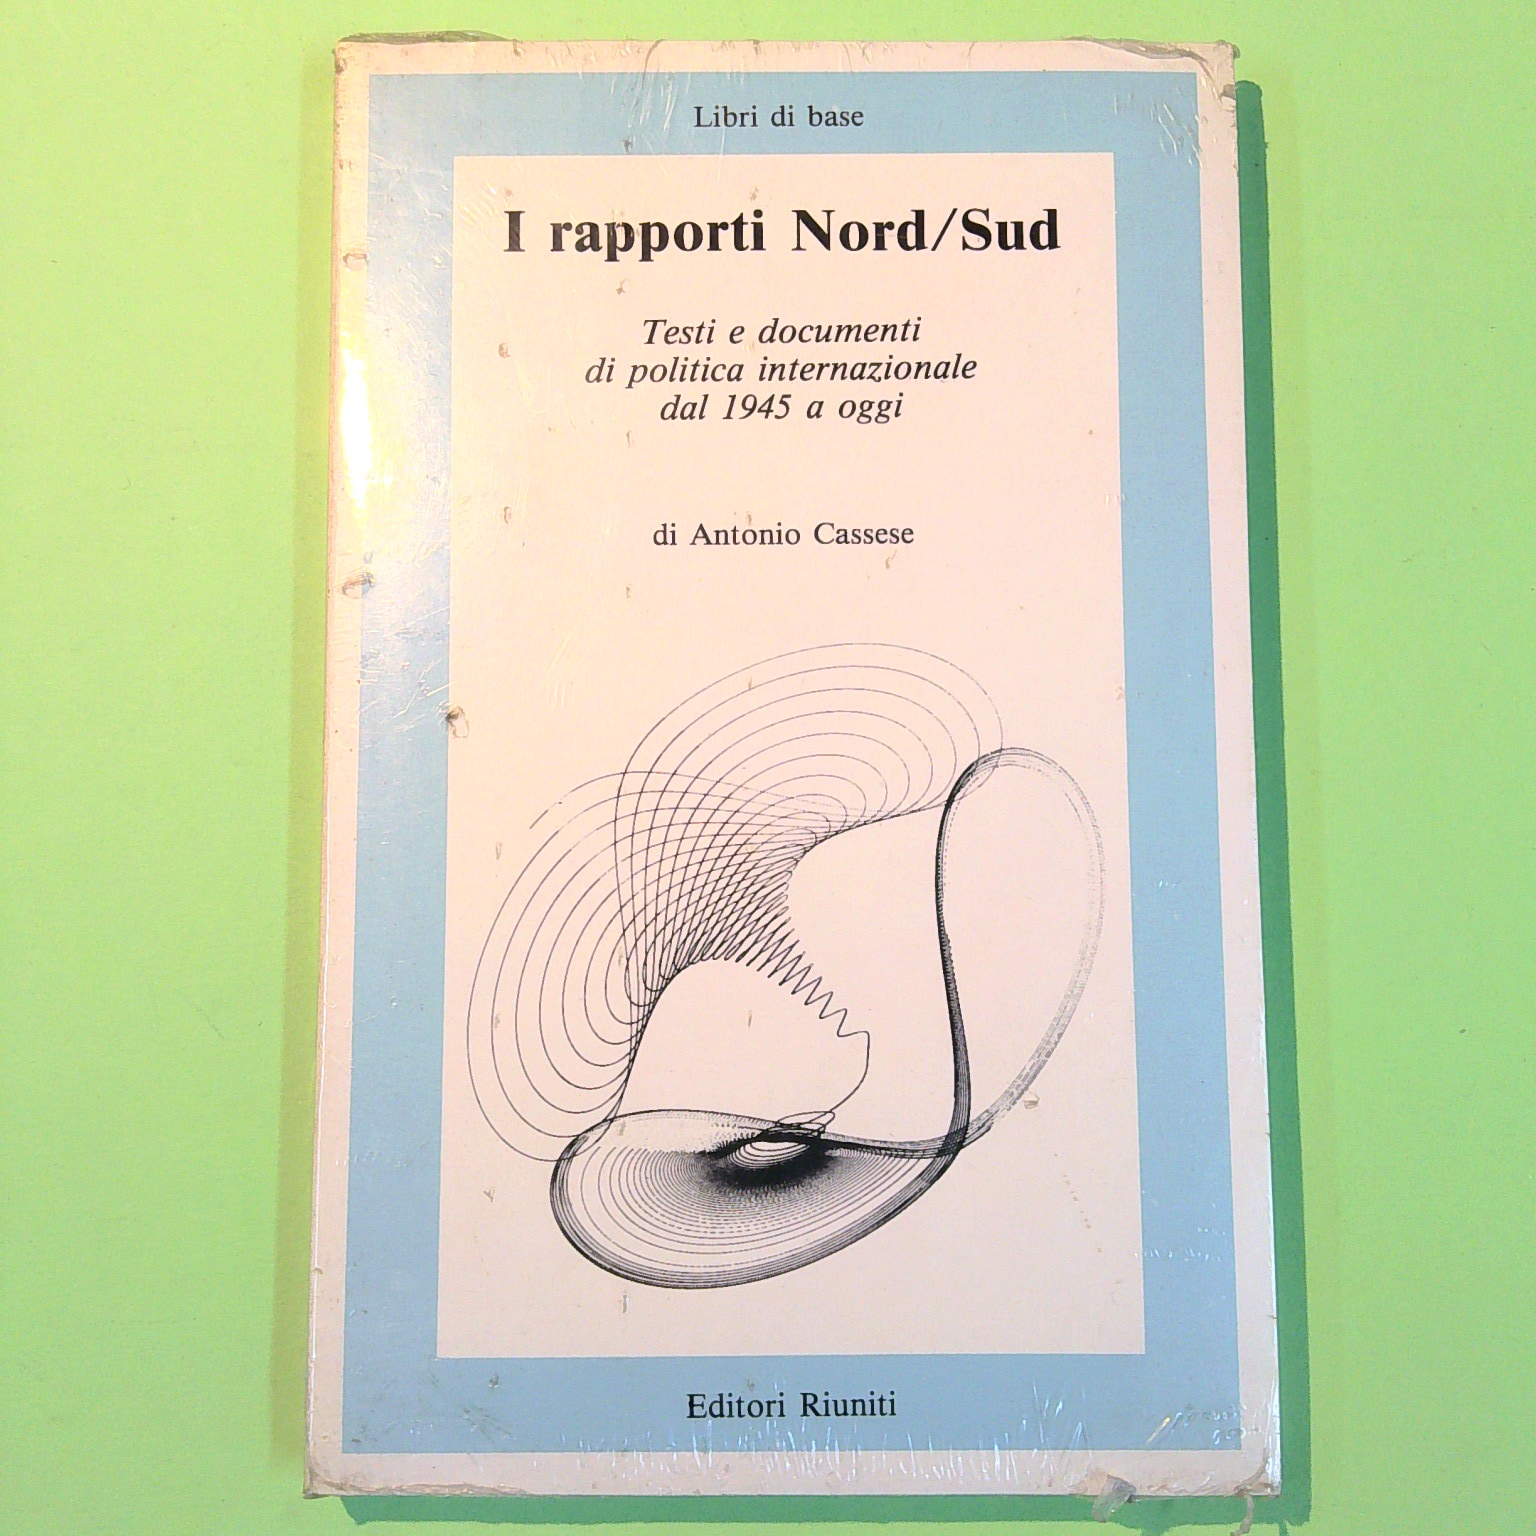 Libri di base
I rapporti Nord/Sud
Testi e documenti
di politica internazionale
dal 1945 a oggi
di Antonio Cassese
Editori Riuniti